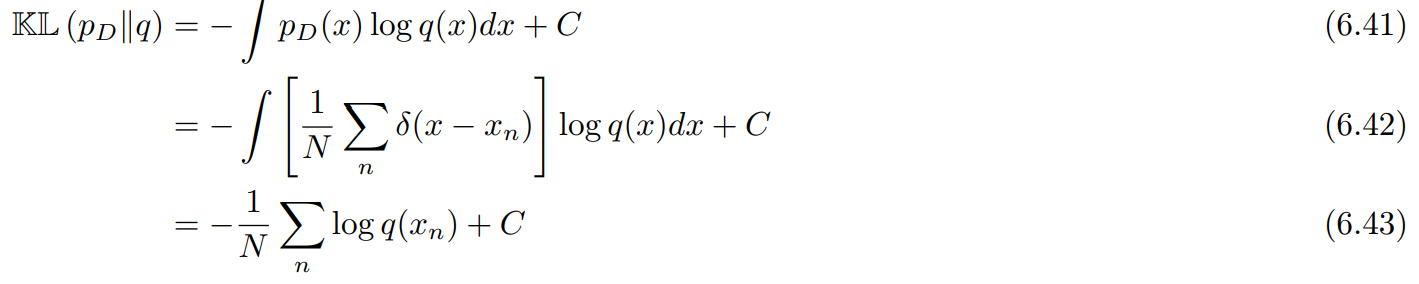 𝕂𝕃 (p_D‖q) = − ∫ p_D(x) log q(x)dx + C (6.41)
= − ∫ [1/N ∑_n δ(x − x_n)] log q(x)dx + C (6.42)
= − 1/N ∑_n log q(x_n) + C (6.43)